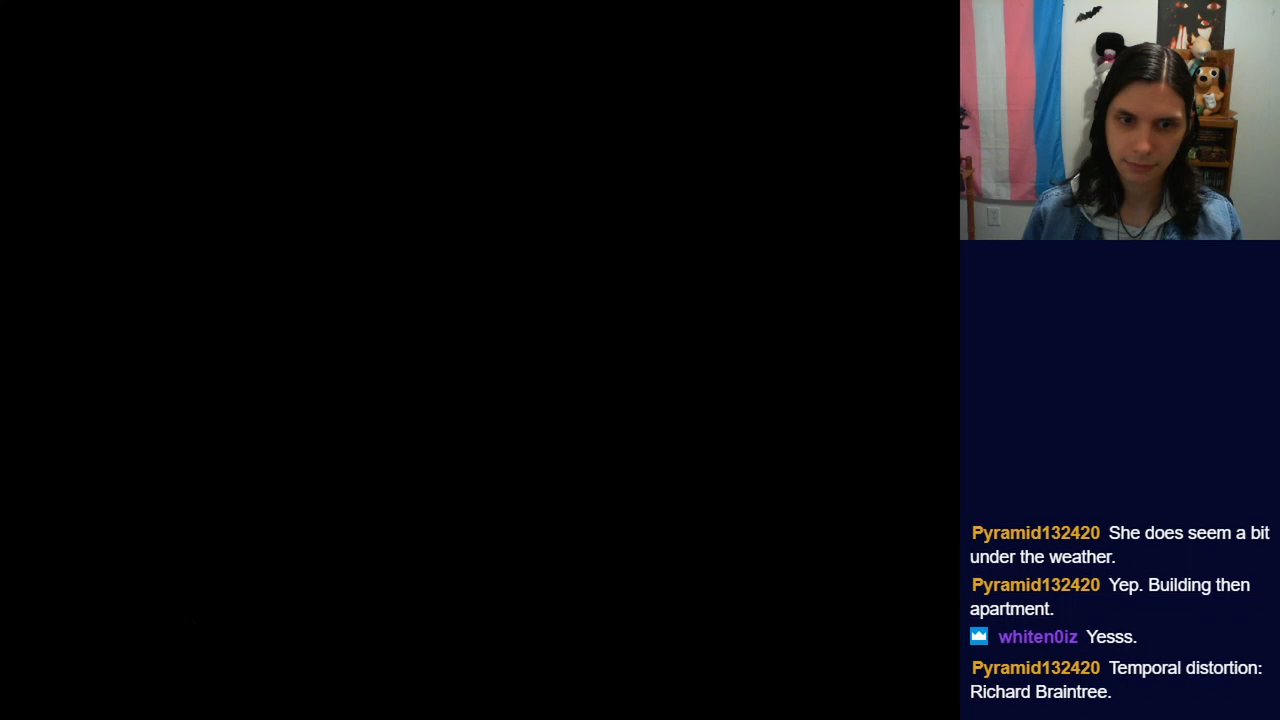 Pyramid132420 She does seem a bit
under the weather.
Pyramid132420 Yep. Building then
apartment.
whiten0iz Yesss.
Pyramid132420 Temporal distortion:
Richard Braintree.